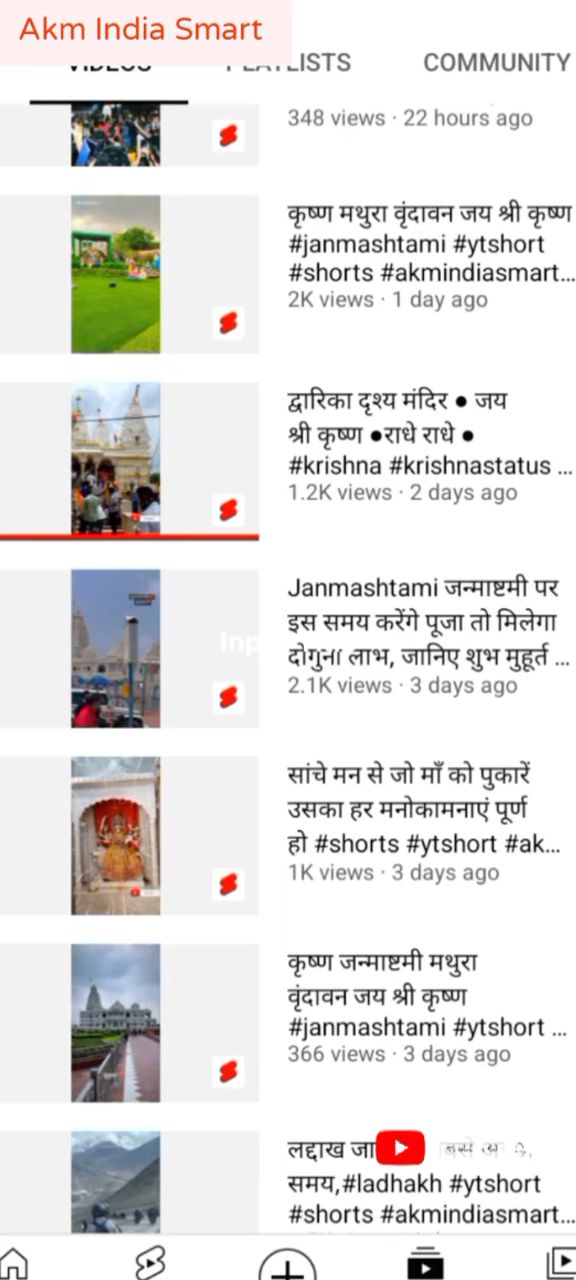 Akm India Smart
VIDEOS PLAYLISTS COMMUNITY
348 views · 22 hours ago
कृष्ण मथुरा वृंदावन जय श्री कृष्ण
#janmashtami #ytshort
#shorts #akmindiasmart...
2K views · 1 day ago
द्वारिका दृश्य मंदिर ● जय
श्री कृष्ण ●राधे राधे ●
#krishna #krishnastatus ...
1.2K views · 2 days ago
Janmashtami जन्माष्टमी पर
इस समय करेंगे पूजा तो मिलेगा
दोगुना लाभ, जानिए शुभ मुहूर्त ...
2.1K views · 3 days ago
सांचे मन से जो माँ को पुकारें
उसका हर मनोकामनाएं पूर्ण
हो #shorts #ytshort #ak...
1K views · 3 days ago
कृष्ण जन्माष्टमी मथुरा
वृंदावन जय श्री कृष्ण
#janmashtami #ytshort ...
366 views · 3 days ago
लद्दाख
समय,#ladhakh #ytshort
#shorts #akmindiasmart...